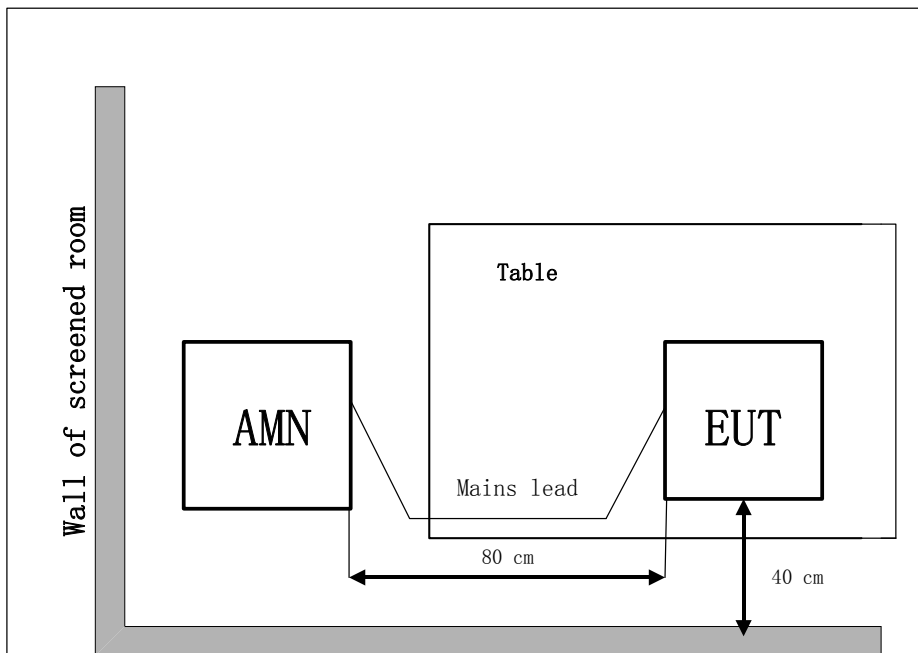 Wall of screened room
Table
AMN
EUT
Mains lead
80 cm
40 cm